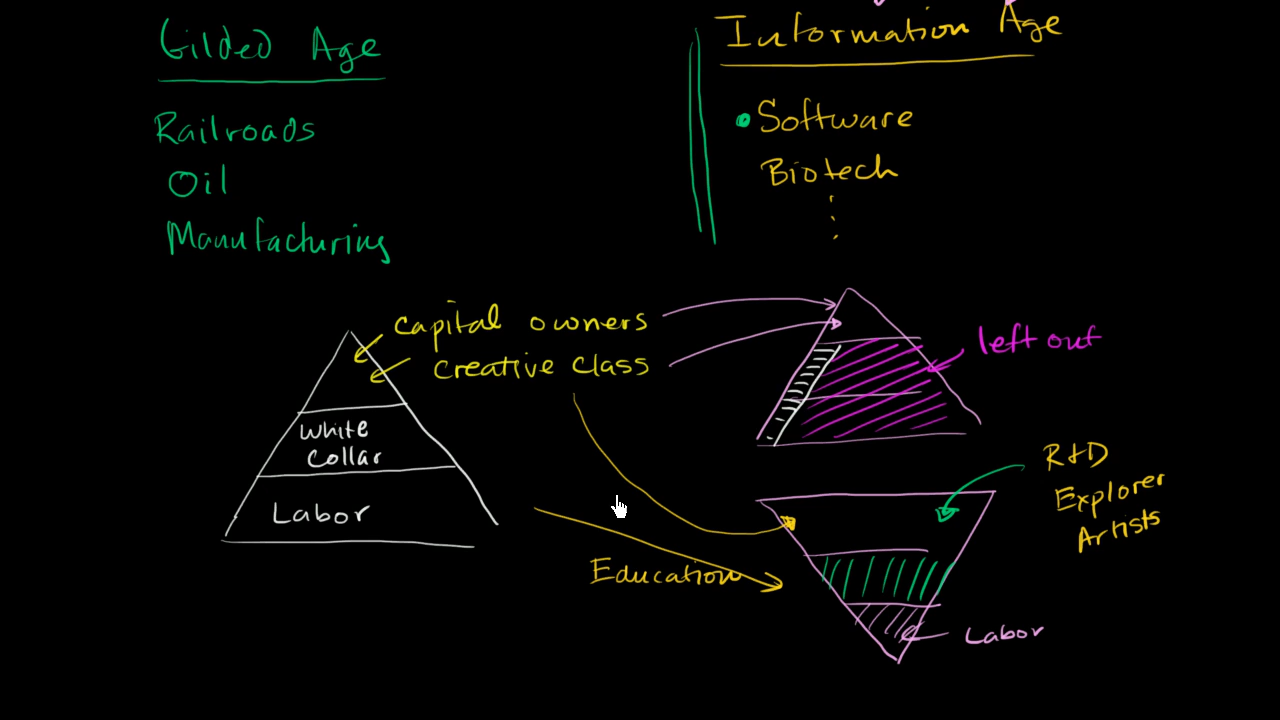 Gilded Age
Railroads
Oil
Manufacturing
Information Age
Software
Biotech
capital owners
creative class
White
Collar
Labor
left out
Education
R+D
Explorer
Artists
Labor